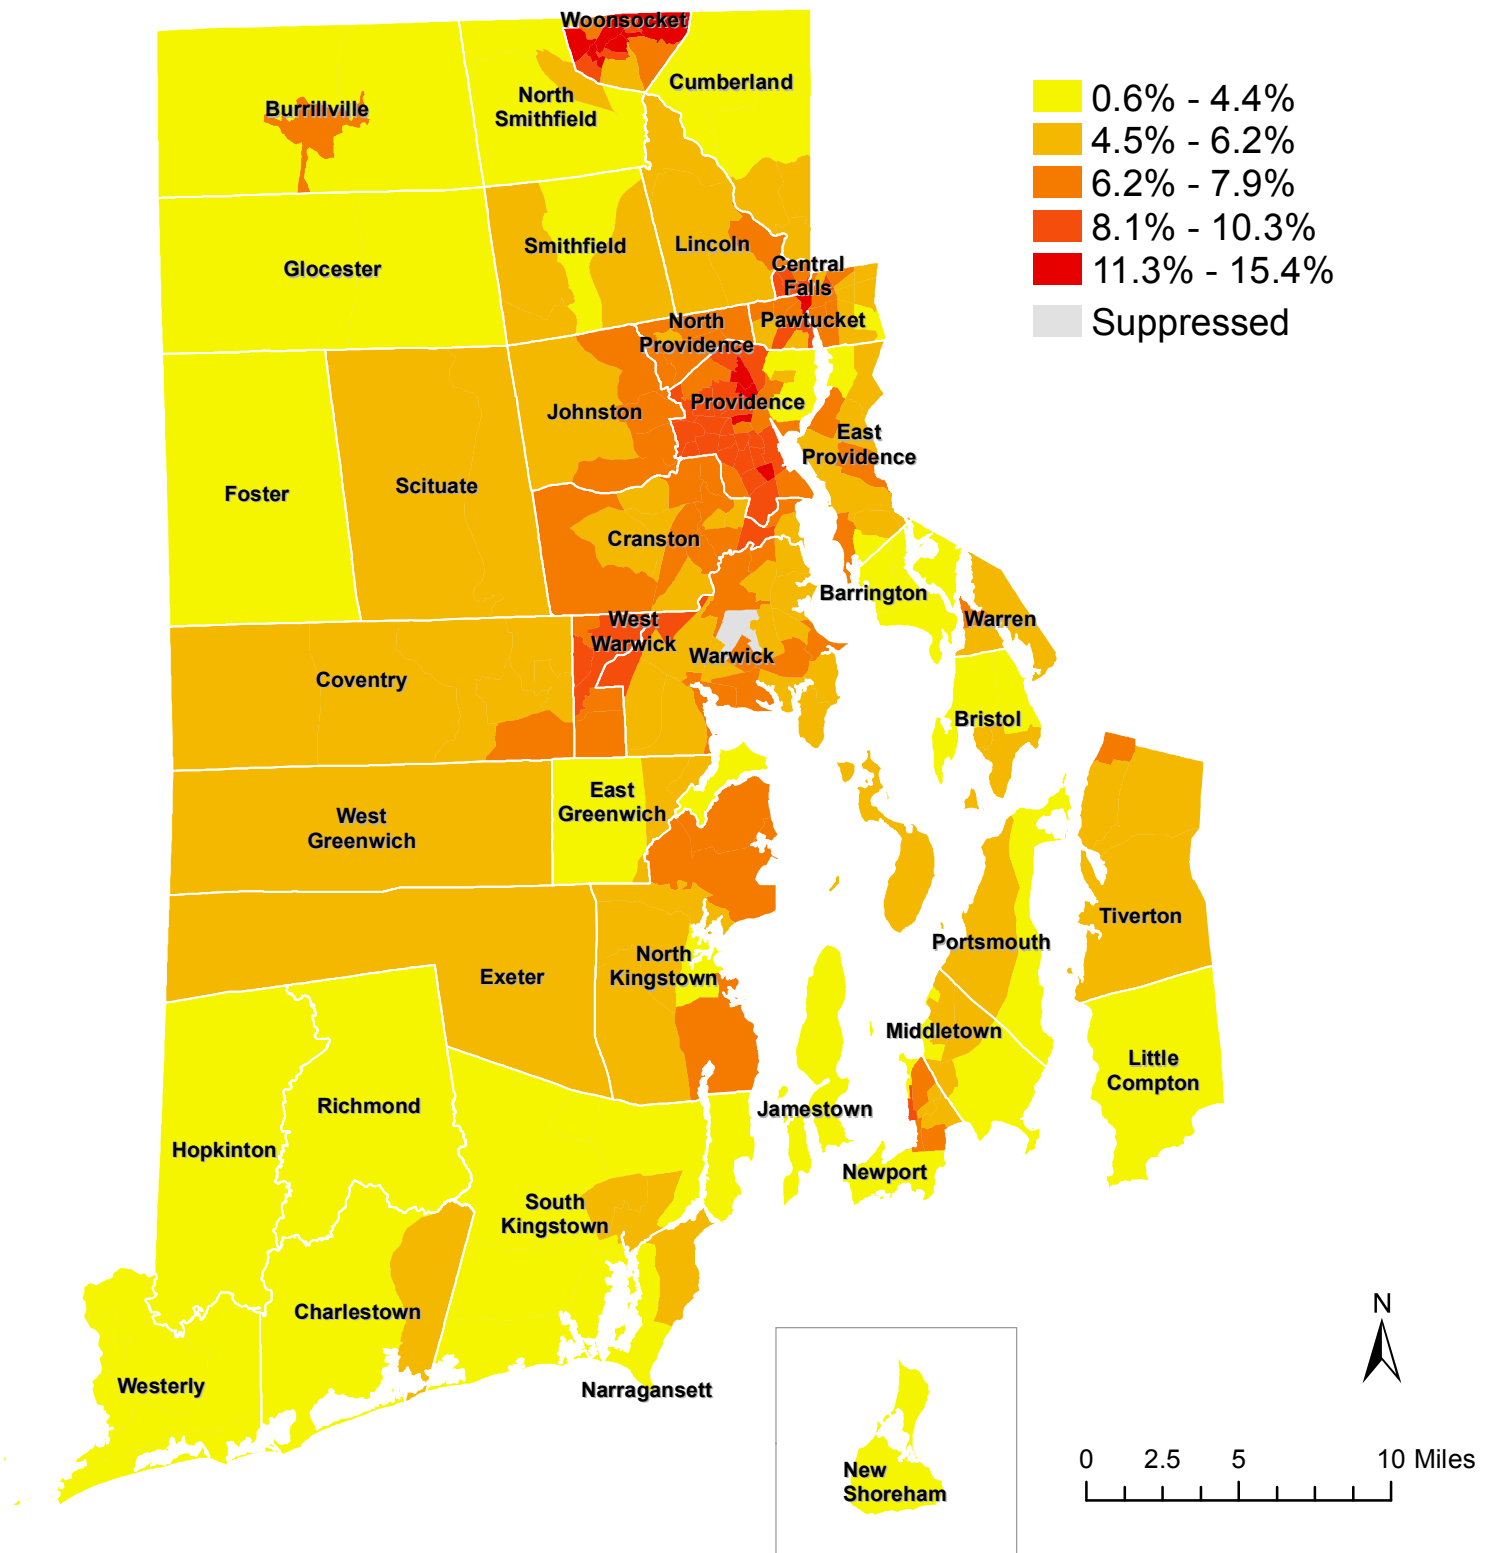 Woonsocket
Cumberland
Burrillville
North
Smithfield
0.6% - 4.4%
4.5% - 6.2%
6.2% - 7.9%
8.1% - 10.3%
11.3% - 15.4%
Suppressed
Glocester
Smithfield
Lincoln
Central
Falls
North
Providence
Pawtucket
Johnston
Providence
East
Providence
Foster
Scituate
Cranston
Barrington
West
Warwick
Warwick
Warren
Coventry
Bristol
East
Greenwich
West
Greenwich
Tiverton
Portsmouth
North
Kingstown
Exeter
Middletown
Little
Compton
Richmond
Jamestown
Hopkinton
Newport
South
Kingstown
Charlestown
Westerly
Narragansett
New
Shoreham
N
0 2.5 5 10 Miles